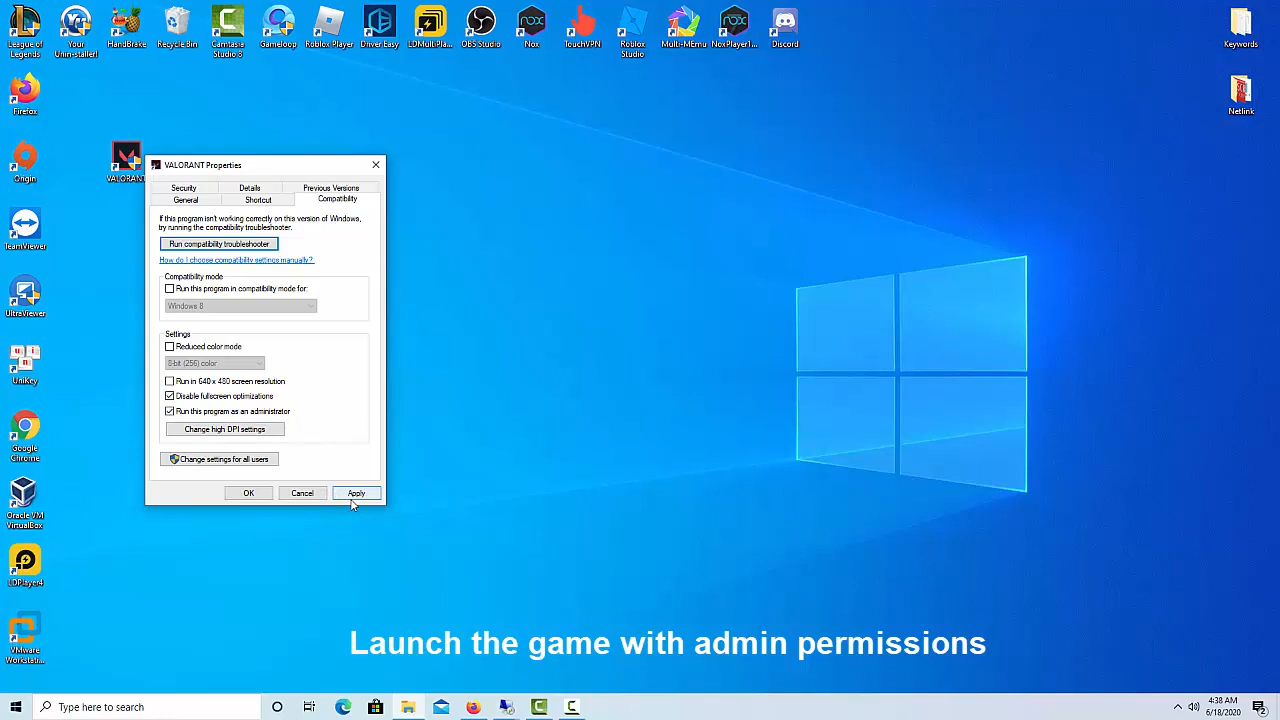 League of
Legends
Your
Unin-staller!
HandBrake
Recycle Bin
Camtasia
Studio 8
Gameloop
Roblox Player
Driver Easy
LDMultiPla...
OBS Studio
Nox
TouchVPN
Roblox
Studio
Multi-MEmu
NoxPlayer1...
Discord
Keywords
Firefox
Netlink
Origin
VALORANT
TeamViewer
UltraViewer
UniKey
Google
Chrome
Oracle VM
VirtualBox
LDPlayer4
VMware
Workstati...
VALORANT Properties
Security
Details
Previous Versions
General
Shortcut
Compatibility
If this program isn't working correctly on this version of Windows,
try running the compatibility troubleshooter.
Run compatibility troubleshooter
How do I choose compatibility settings manually?
Compatibility mode
Run this program in compatibility mode for:
Windows 8
Settings
Reduced color mode
8-bit (256) color
Run in 640 x 480 screen resolution
Disable fullscreen optimizations
Run this program as an administrator
Change high DPI settings
Change settings for all users
OK
Cancel
Apply
Launch the game with admin permissions
Type here to search
4:38 AM
6/18/2020